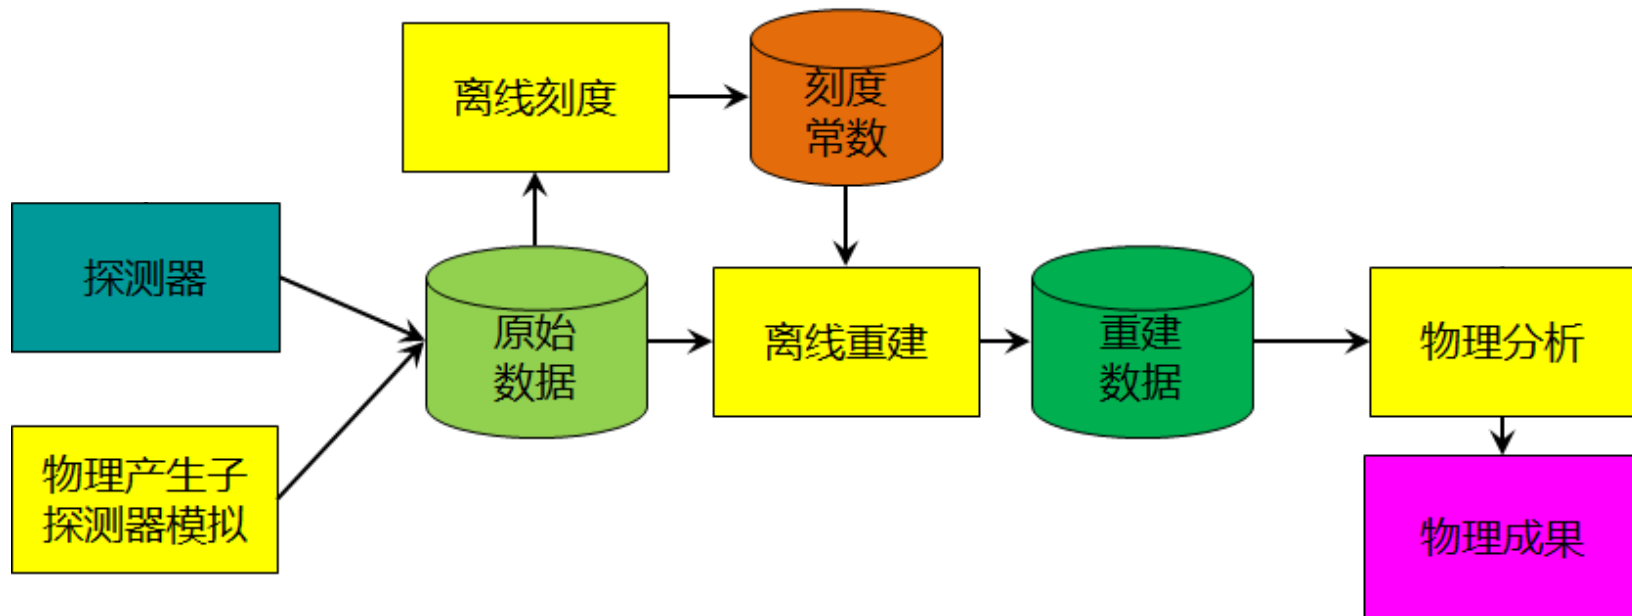 离线刻度
刻度
常数
探测器
原始
数据
离线重建
重建
数据
物理分析
物理产生子
探测器模拟
物理成果